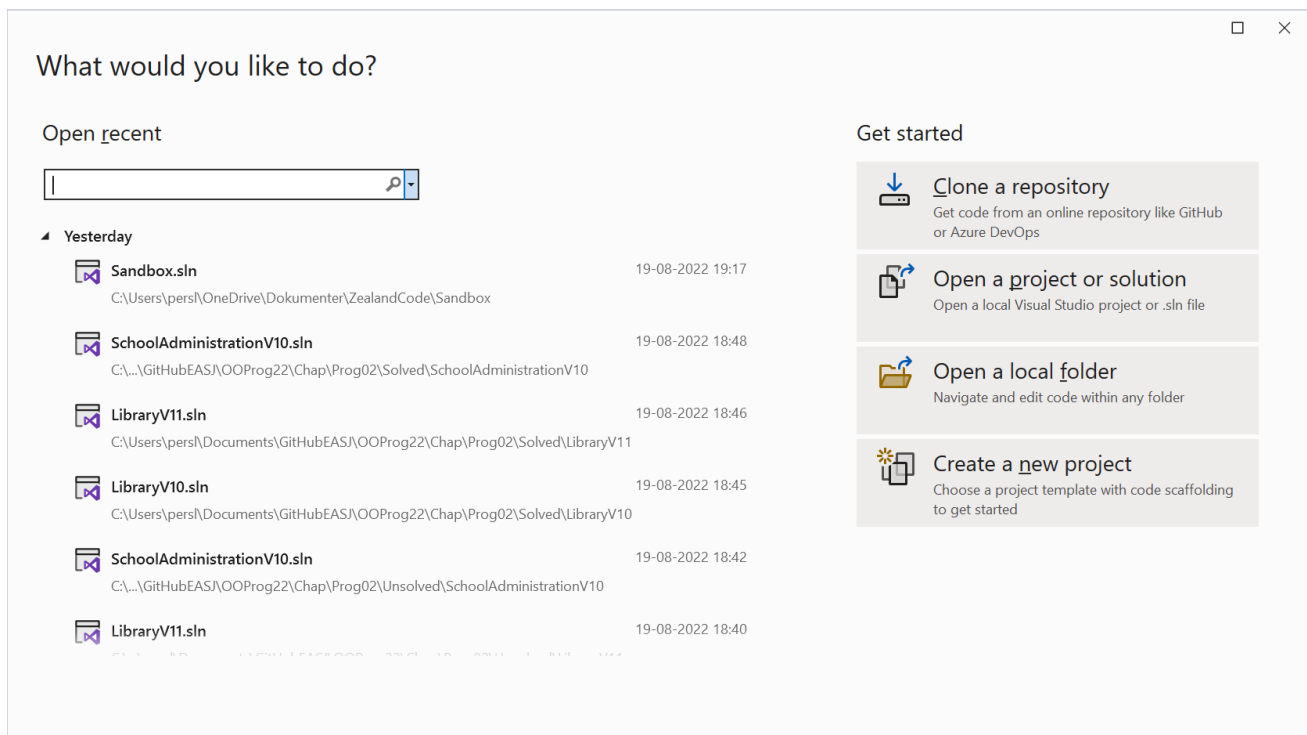 What would you like to do?
Open recent
Yesterday
Sandbox.sln 19-08-2022 19:17
C:\Users\persl\OneDrive\Dokumenter\ZealandCode\Sandbox
SchoolAdministrationV10.sln 19-08-2022 18:48
C:\...\GitHubEASJ\OOProg22\Chap\Prog02\Solved\SchoolAdministrationV10
LibraryV11.sln 19-08-2022 18:46
C:\Users\persl\Documents\GitHubEASJ\OOProg22\Chap\Prog02\Solved\LibraryV11
LibraryV10.sln 19-08-2022 18:45
C:\Users\persl\Documents\GitHubEASJ\OOProg22\Chap\Prog02\Solved\LibraryV10
SchoolAdministrationV10.sln 19-08-2022 18:42
C:\...\GitHubEASJ\OOProg22\Chap\Prog02\Unsolved\SchoolAdministrationV10
LibraryV11.sln 19-08-2022 18:40
Get started
Clone a repository
Get code from an online repository like GitHub
or Azure DevOps
Open a project or solution
Open a local Visual Studio project or .sln file
Open a local folder
Navigate and edit code within any folder
Create a new project
Choose a project template with code scaffolding
to get started